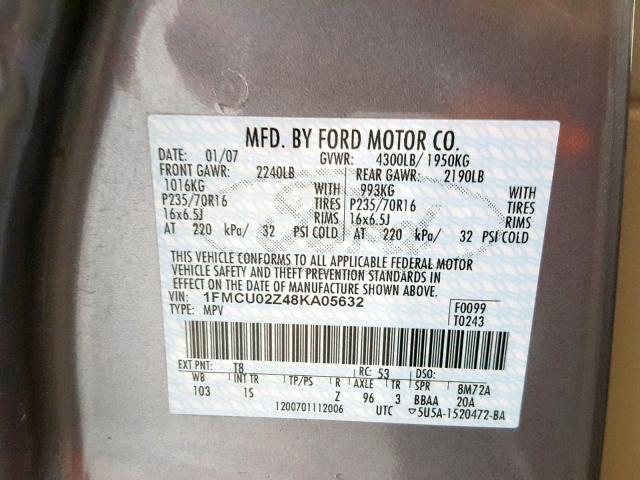 MFD. BY FORD MOTOR CO.
DATE: 01/07 GVWR: 4300LB/1950KG
FRONT GAWR: 2240LB REAR GAWR: 2190LB
1016KG WITH 993KG WITH
P235/70R16 TIRES P235/70R16 TIRES
16x6.5J RIMS 16x6.5J RIMS
AT 220 kPa/ 32 PSI COLD AT 220 kPa/ 32 PSI COLD
THIS VEHICLE CONFORMS TO ALL APPLICABLE FEDERAL MOTOR
VEHICLE SAFETY AND THEFT PREVENTION STANDARDS IN
EFFECT ON THE DATE OF MANUFACTURE SHOWN ABOVE.
VIN: 1FMCU02Z48KA05632 F0099
TYPE: MPV T0243
EXT PNT: T8 RC: 53 DSO:
WB INT TR TP/PS R AXLE TR SPR 8M72A
103 1S Z 96 3 BBAA 20A
1200701112006 UTC ▽5U5A-1520472-BA